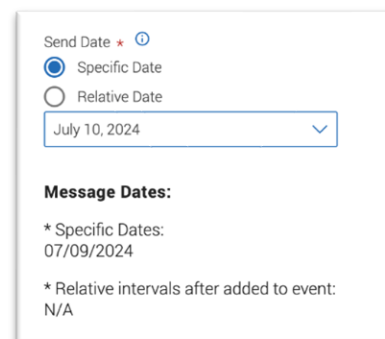 Send Date *
Specific Date
Relative Date
July 10, 2024
Message Dates:
* Specific Dates:
07/09/2024
* Relative intervals after added to event:
N/A